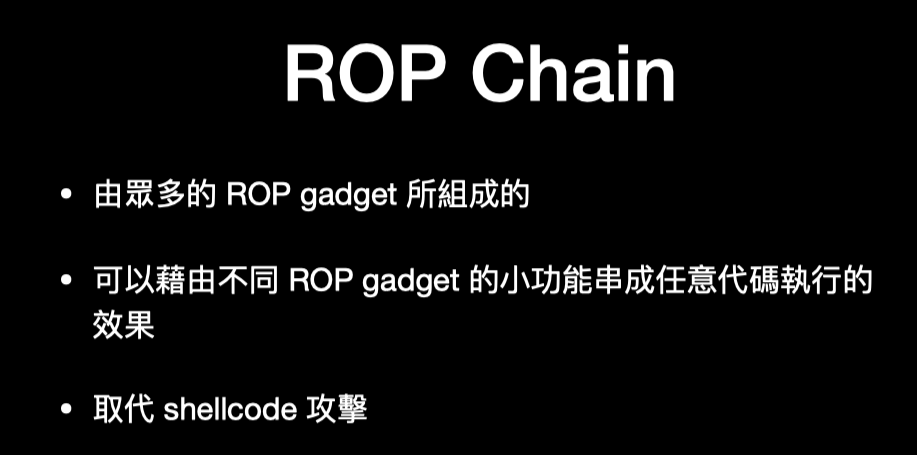 ROP Chain
• 由眾多的 ROP gadget 所組成的
• 可以藉由不同 ROP gadget 的小功能串成任意代碼執行的
效果
• 取代 shellcode 攻擊